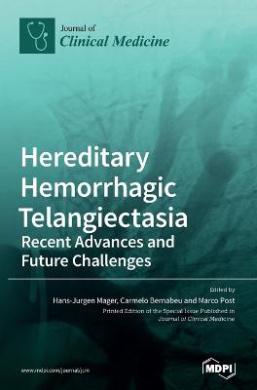 Journal of
Clinical Medicine
Hereditary
Hemorrhagic
Telangiectasia
Recent Advances and
Future Challenges
Edited by
Hans-Jurgen Mager, Carmelo Bernabeu and Marco Post
Printed Edition of the Special Issue Published in
Journal of Clinical Medicine
www.mdpi.com/journal/jcm
MDPI